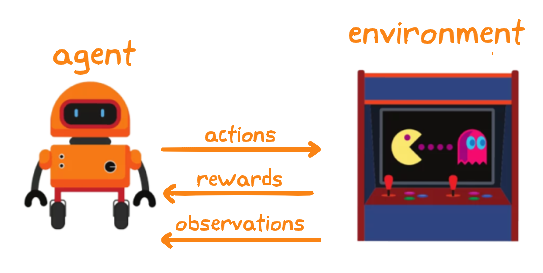 agent
environment
actions
rewards
observations